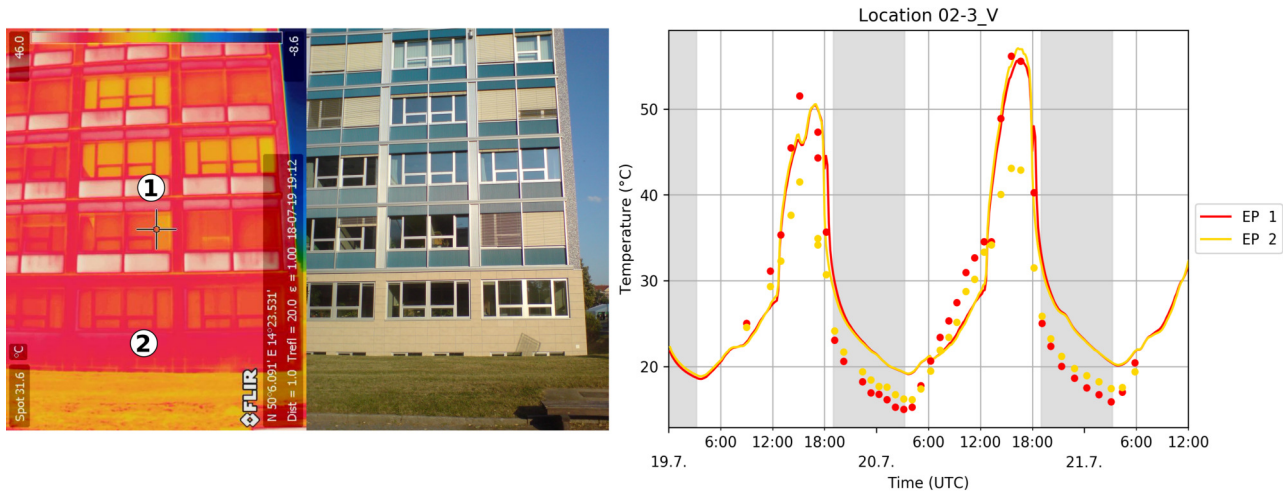 46.0
-8.6
1
2
°C
Spot 31.6
FLIR
N 50°6.091' E 14°23.531'
Dist = 1.0 Trefl = 20.0 ε = 1.00 18-07-19 19:12
Location 02-3_V
Temperature (°C)
50
40
30
20
6:00 12:00 18:00 6:00 12:00 18:00 6:00 12:00
19.7. 20.7. 21.7.
Time (UTC)
EP 1
EP 2